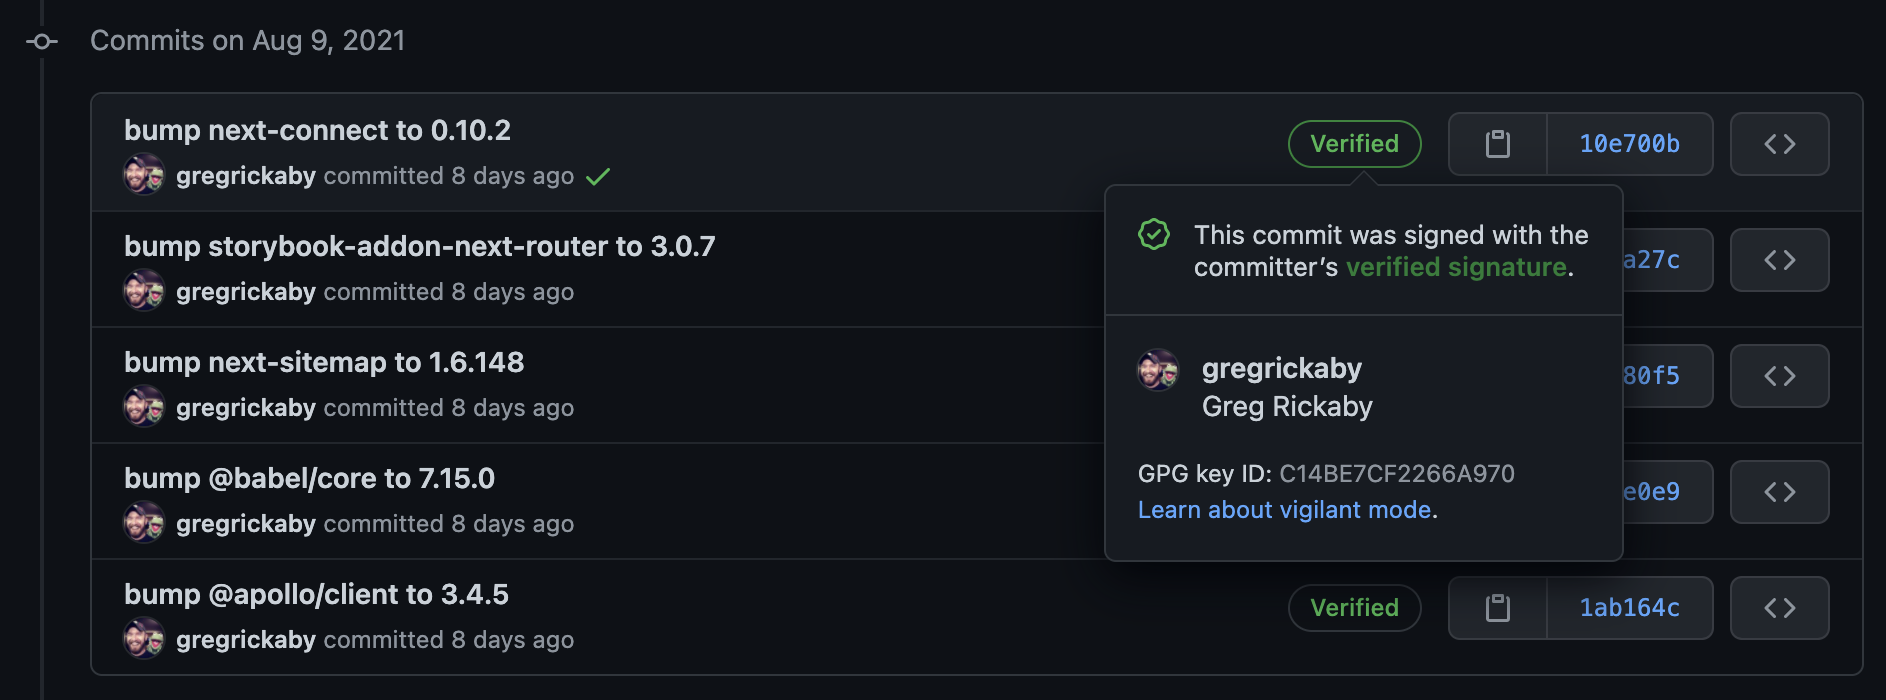 Commits on Aug 9, 2021
bump next-connect to 0.10.2
gregrickaby committed 8 days ago
Verified
10e700b
bump storybook-addon-next-router to 3.0.7
gregrickaby committed 8 days ago
a27c
bump next-sitemap to 1.6.148
gregrickaby committed 8 days ago
80f5
bump @babel/core to 7.15.0
gregrickaby committed 8 days ago
e0e9
bump @apollo/client to 3.4.5
gregrickaby committed 8 days ago
Verified
1ab164c
This commit was signed with the
committer’s verified signature.
gregrickaby
Greg Rickaby
GPG key ID: C14BE7CF2266A970
Learn about vigilant mode.